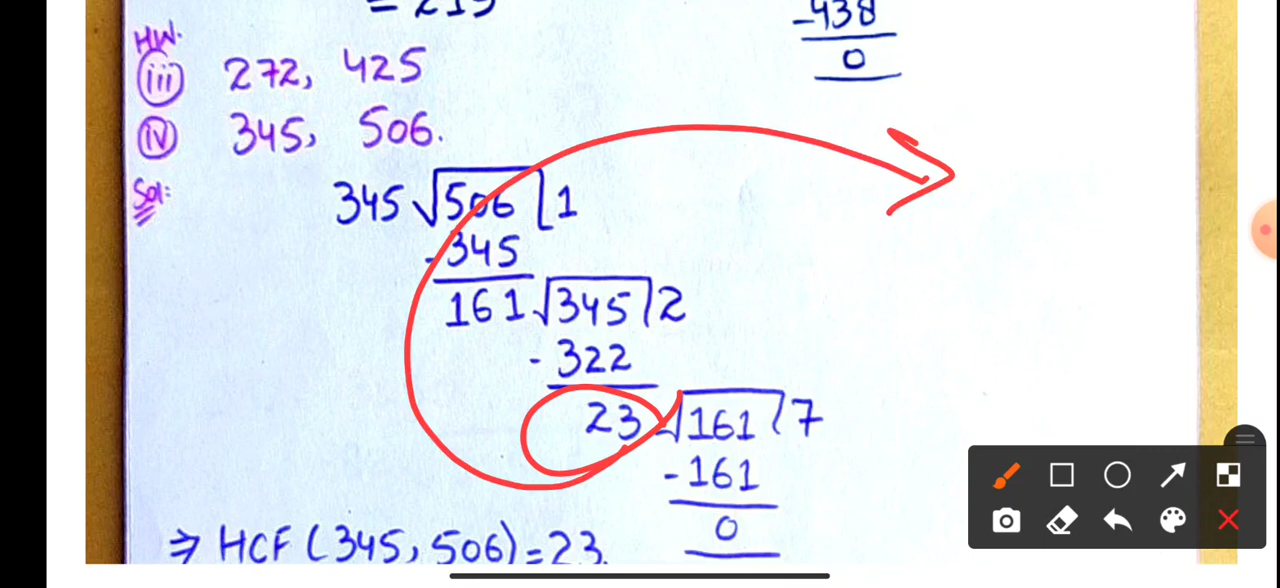 = 219
-438
0
HW.
(iii) 272, 425
(iv) 345, 506.
Sol:
345 √506 1
-345
161 √345 2
-322
23 √161 7
-161
0
⇒ HCF (345, 506) = 23.